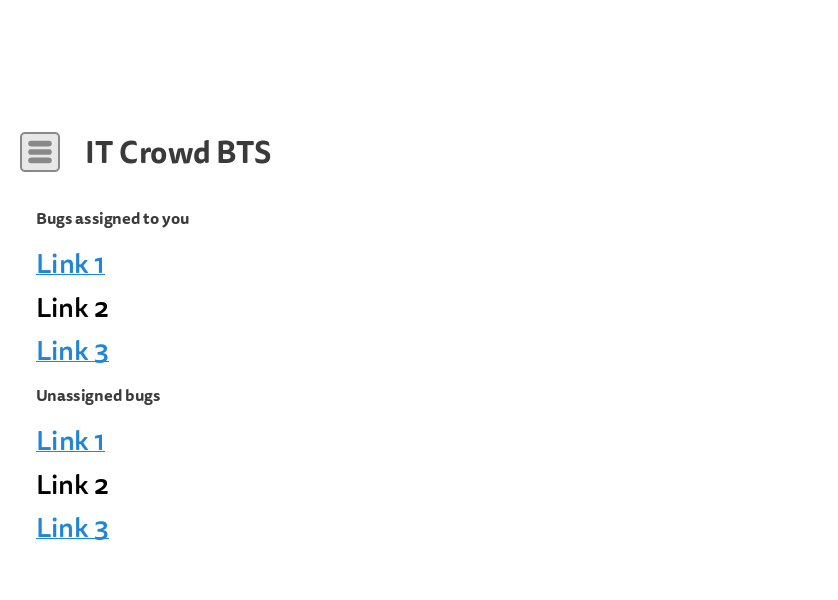 IT Crowd BTS
Bugs assigned to you
Link 1
Link 2
Link 3
Unassigned bugs
Link 1
Link 2
Link 3